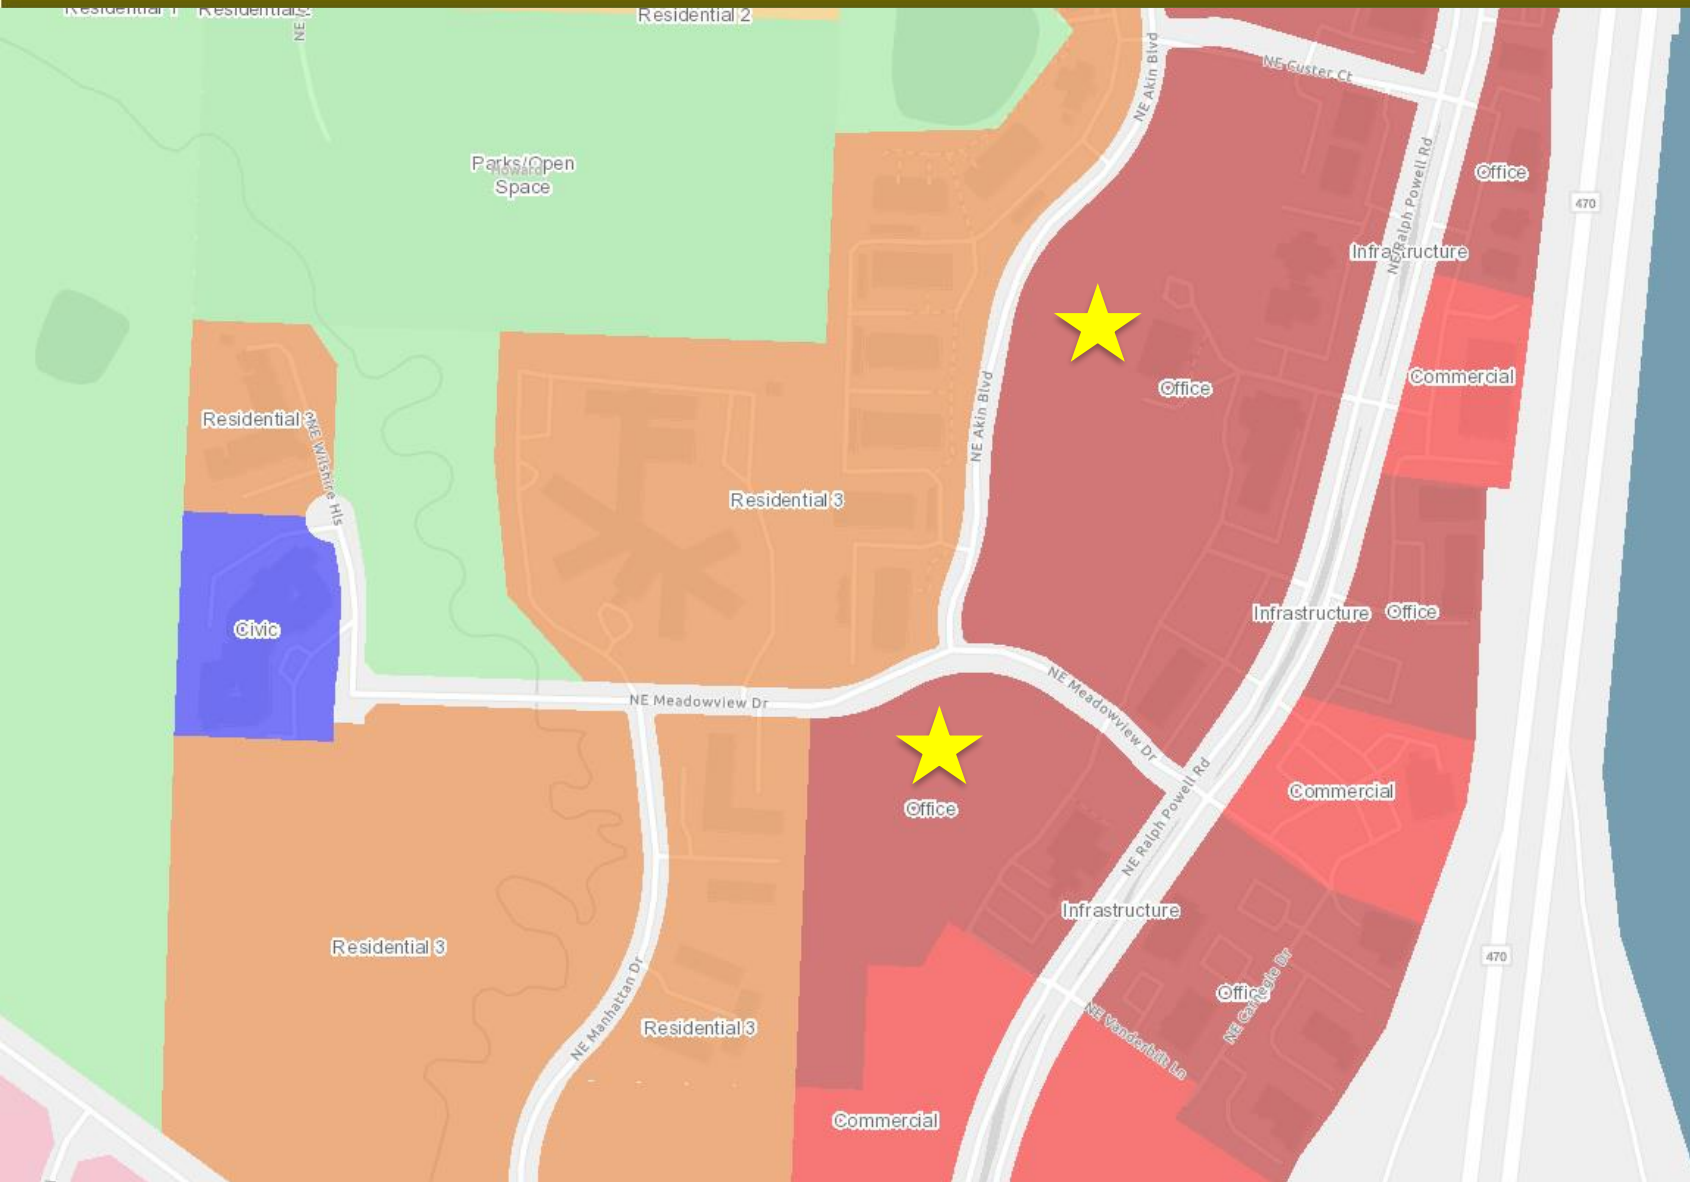 Residential 1
Residential 2
Residential 2
NE Akin Blvd
NE Custer Ct
Parks/Open
Space
Howard
Office
NE Ralph Powell Rd
470
Infrastructure
Commercial
Office
NE Akin Blvd
Residential 3
NE Wilshire Hls
Residential 3
Civic
Infrastructure
Office
NE Meadowview Dr
NE Meadowview Dr
Office
Commercial
NE Ralph Powell Rd
Infrastructure
Residential 3
470
Office
NE Carnegie Dr
NE Manhattan Dr
Residential 3
NE Vanderbilt Ln
Commercial